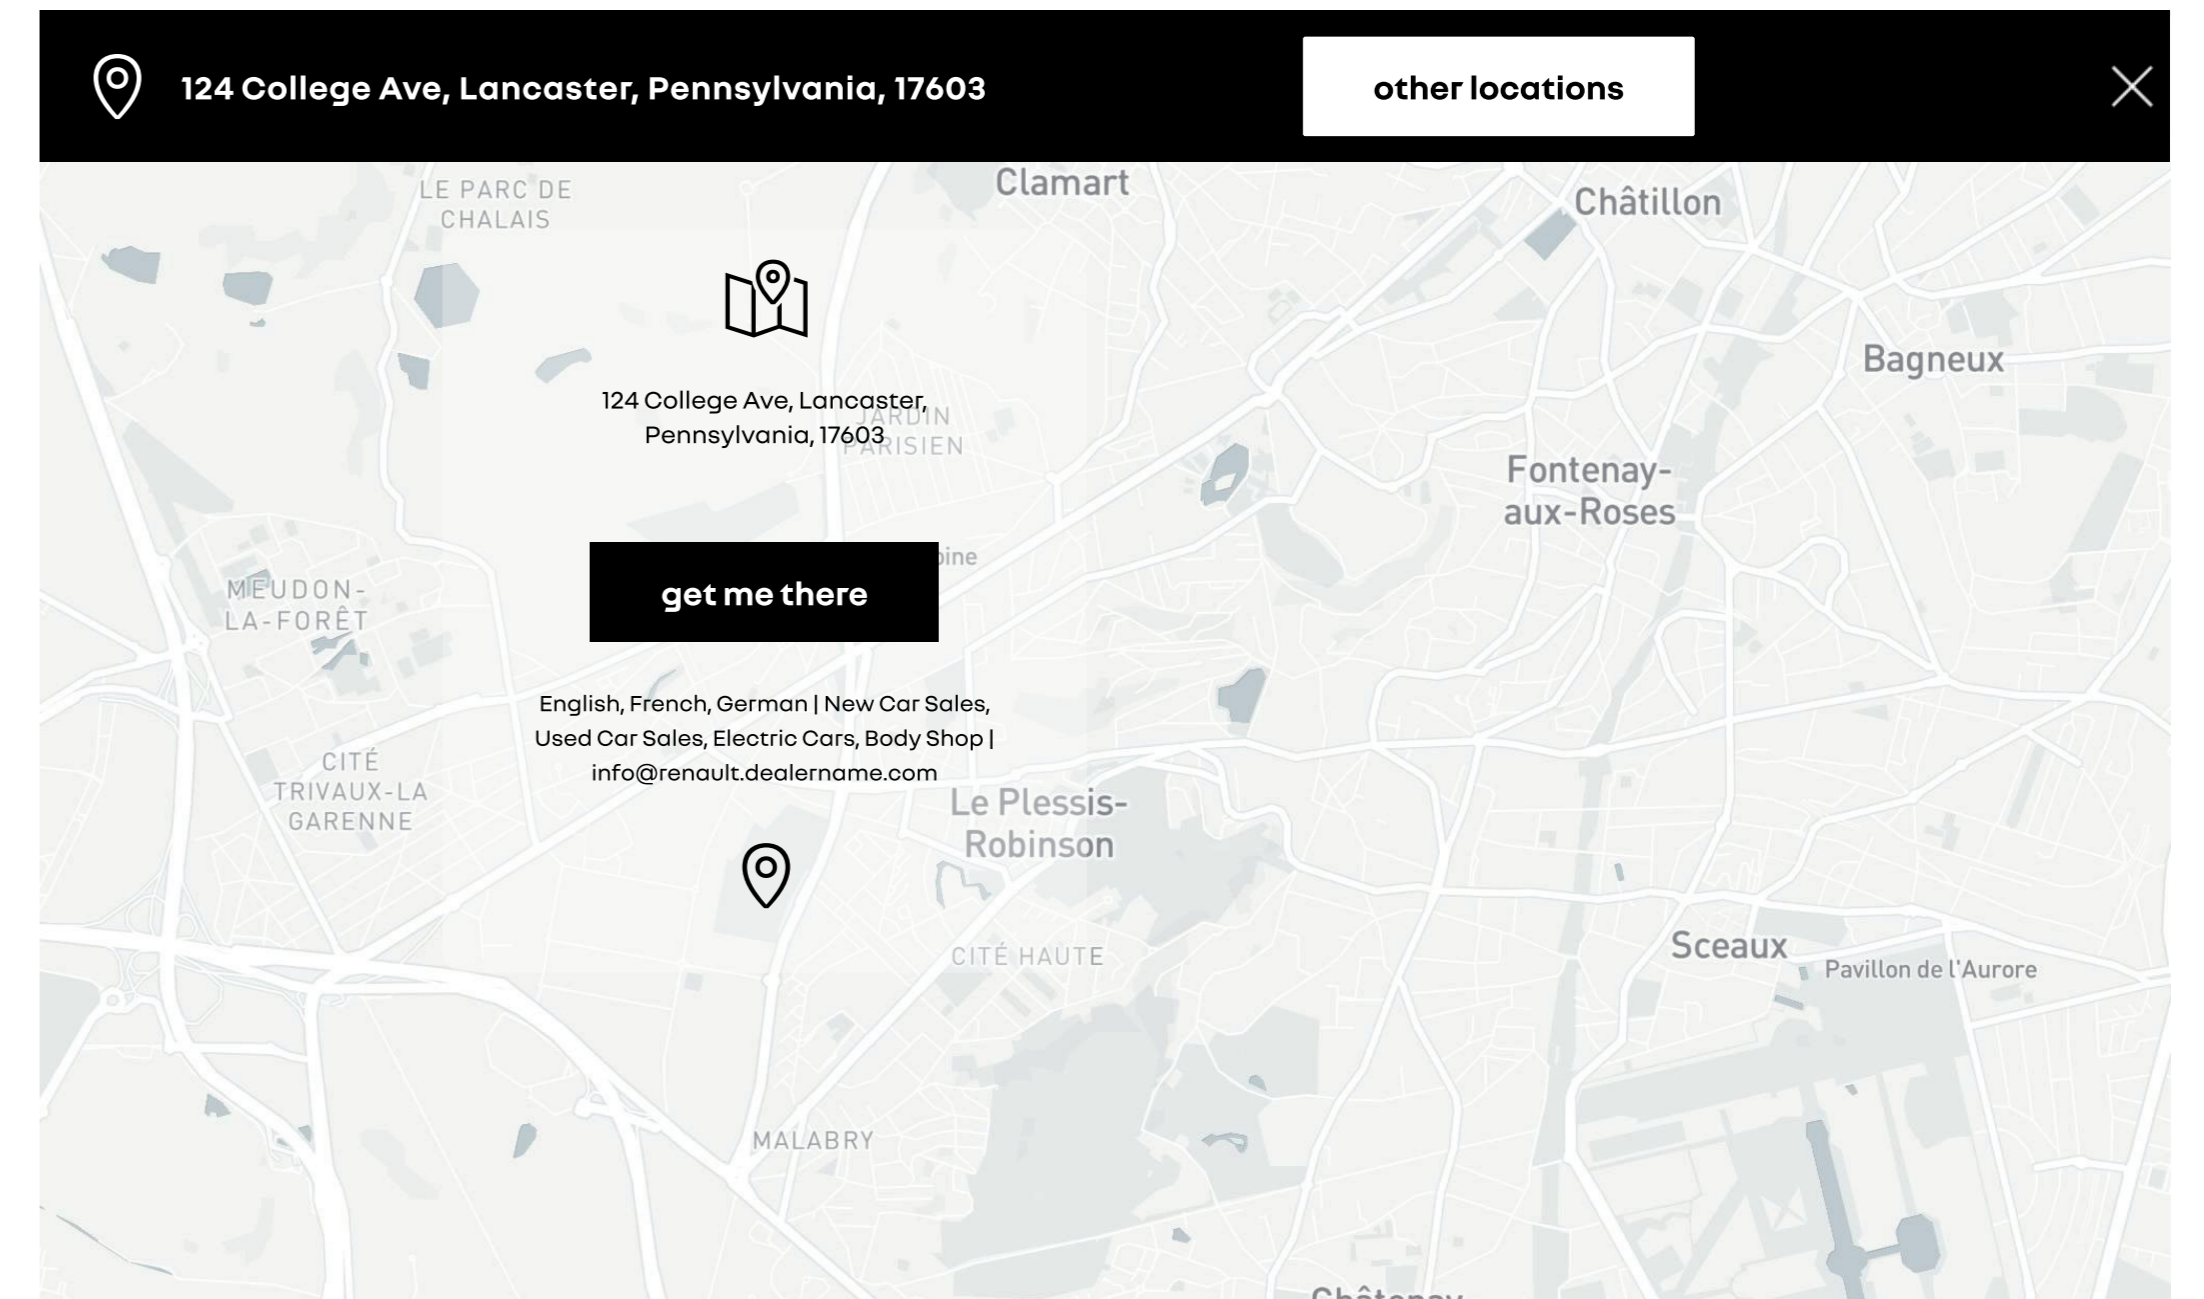 124 College Ave, Lancaster, Pennsylvania, 17603
other locations
LE PARC DE
CHALAIS
Clamart
Châtillon
Bagneux
124 College Ave, Lancaster,
Pennsylvania, 17603
JARDIN
PARISIEN
Fontenay-
aux-Roses
get me there
MEUDON-
LA-FORÊT
English, French, German | New Car Sales,
Used Car Sales, Electric Cars, Body Shop |
info@renault.dealername.com
CITÉ
TRIVAUX-LA
GARENNE
Le Plessis-
Robinson
CITÉ HAUTE
Sceaux
Pavillon de l'Aurore
MALABRY